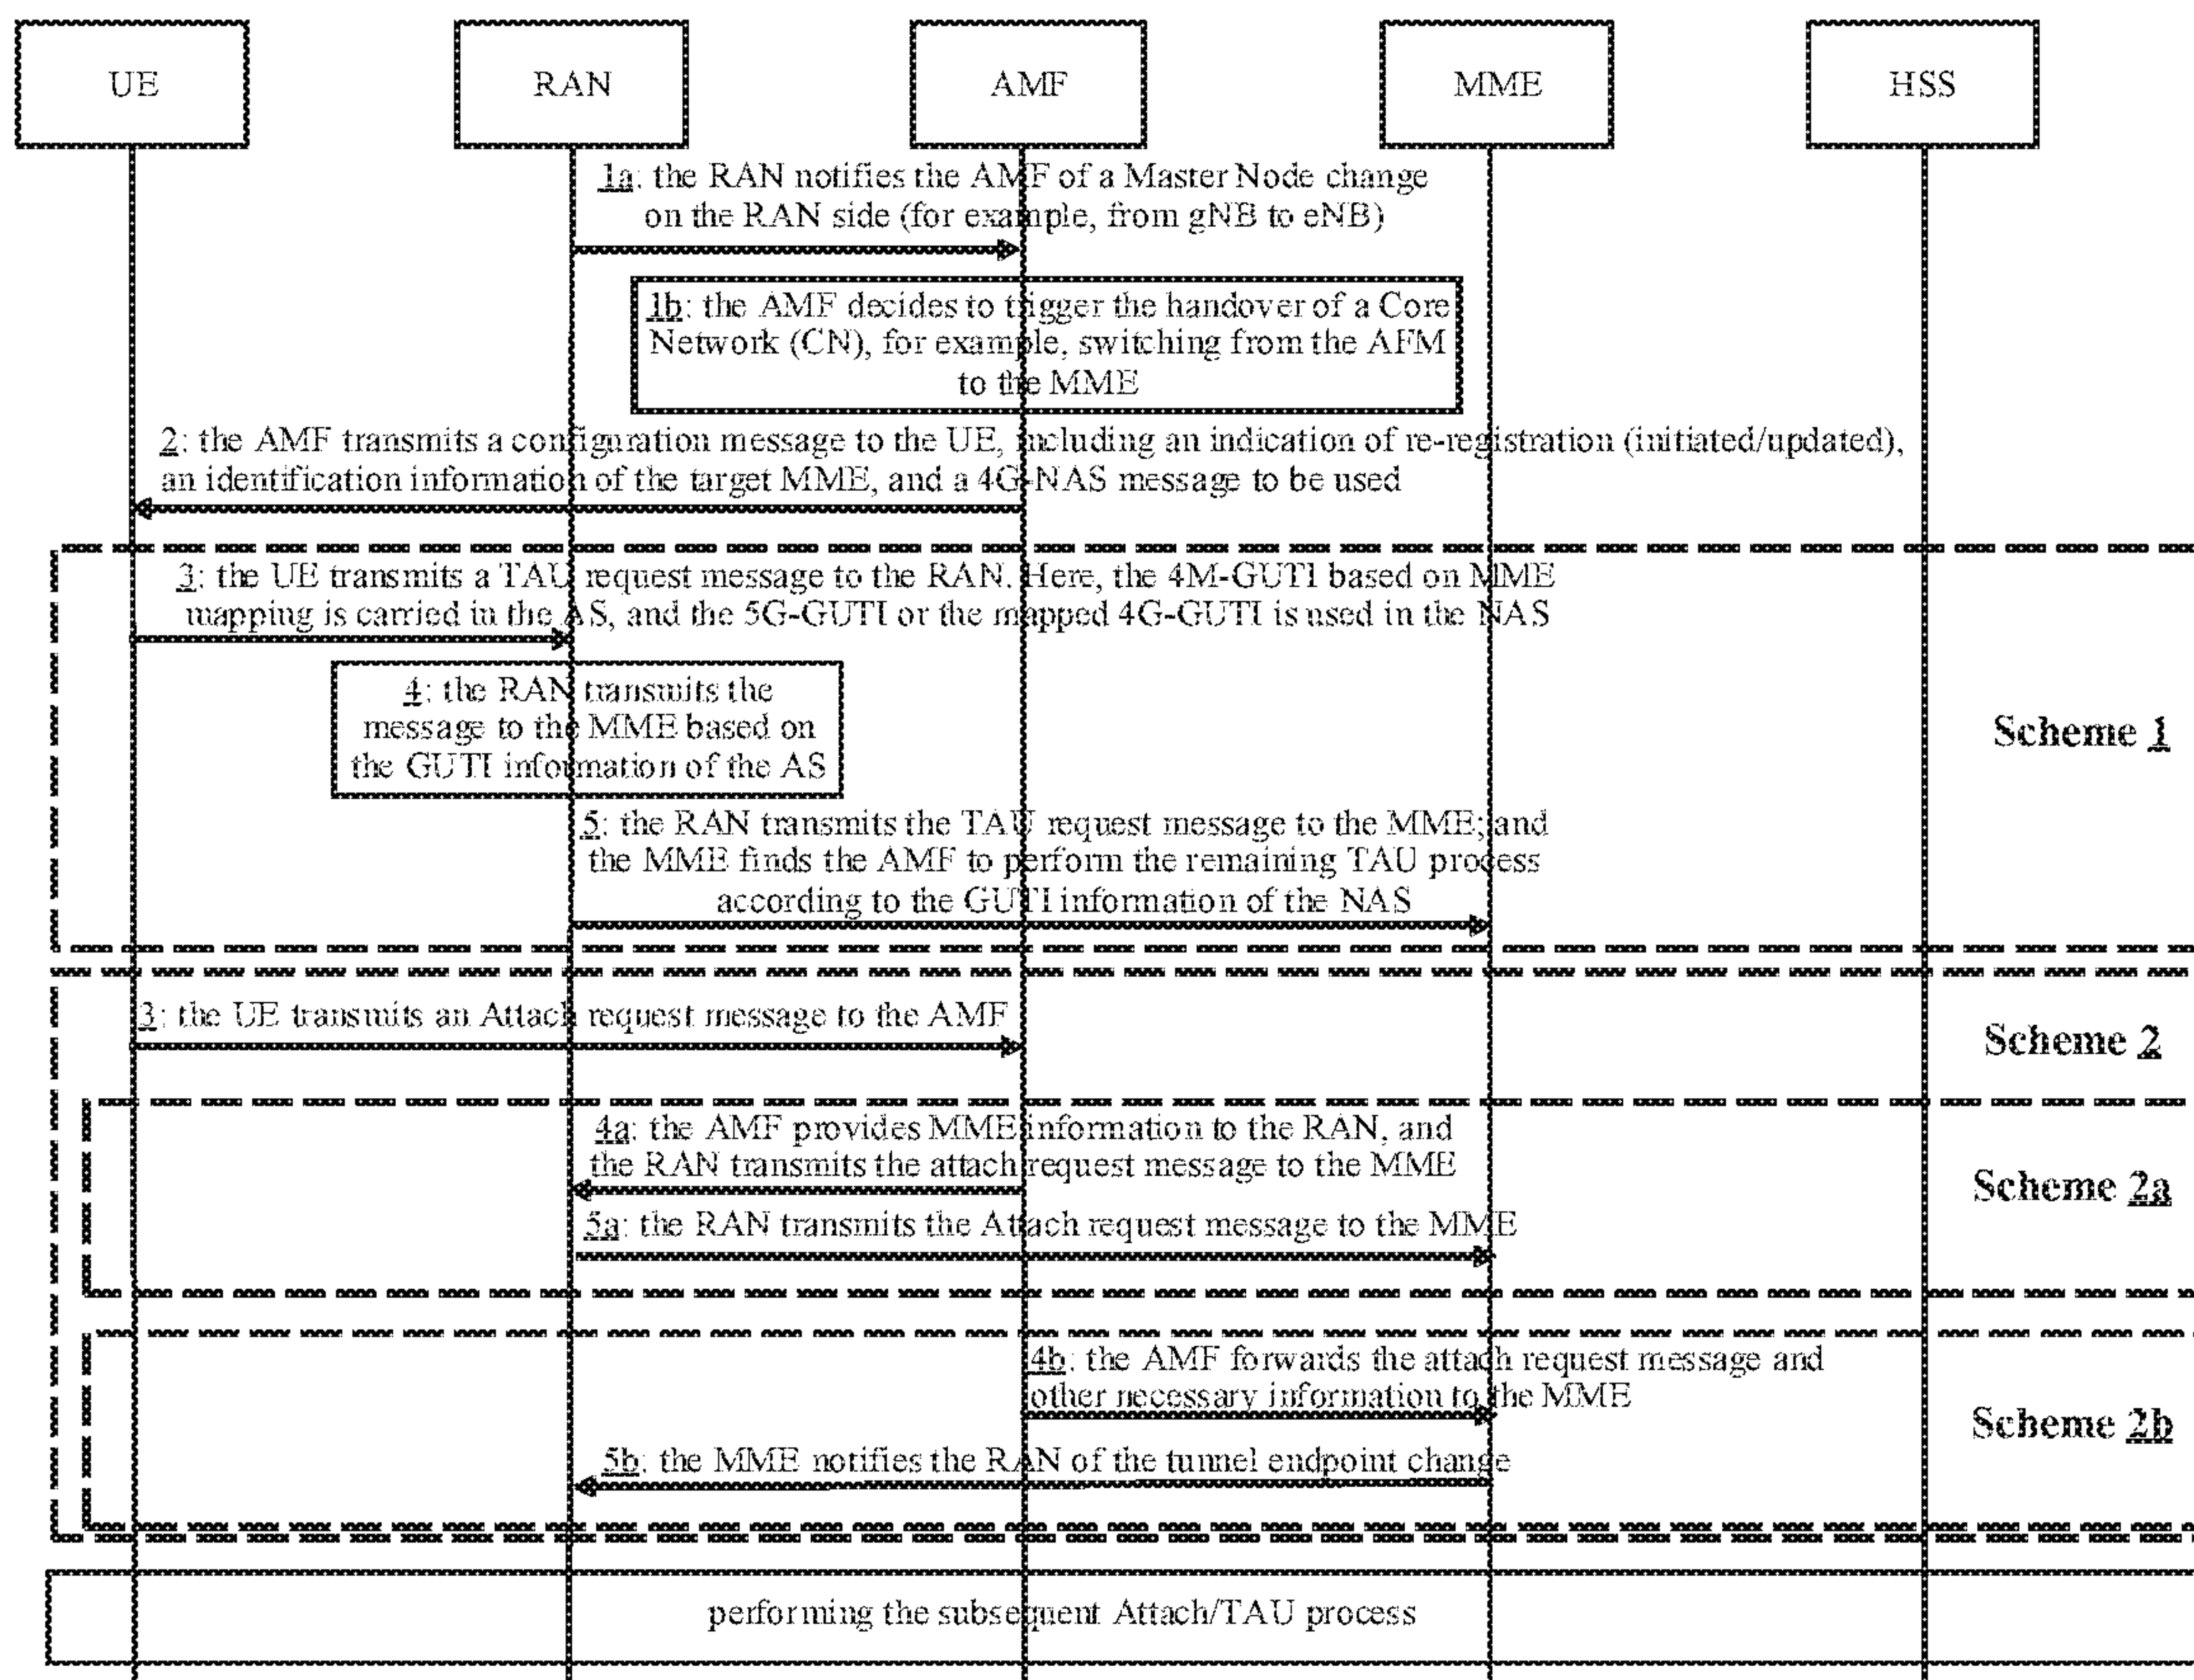 UE
RAN
AMF
MME
HSS
1a: the RAN notifies the AMF of a Master Node change
on the RAN side (for example, from gNB to eNB)
1b: the AMF decides to trigger the handover of a Core
Network (CN), for example, switching from the AFM
to the MME
2: the AMF transmits a configuration message to the UE, including an indication of re-registration (initiated/updated),
an identification information of the target MME, and a 4G-NAS message to be used
3: the UE transmits a TAU request message to the RAN. Here, the 4M-GUTI based on MME
mapping is carried in the AS, and the 5G-GUTI or the mapped 4G-GUTI is used in the NAS
4: the RAN transmits the
message to the MME based on
the GUTI information of the AS
Scheme 1
5: the RAN transmits the TAU request message to the MME; and
the MME finds the AMF to perform the remaining TAU process
according to the GUTI information of the NAS
3: the UE transmits an Attach request message to the AMF
Scheme 2
4a: the AMF provides MME information to the RAN, and
the RAN transmits the attach request message to the MME
Scheme 2a
5a: the RAN transmits the Attach request message to the MME
4b: the AMF forwards the attach request message and
other necessary information to the MME
Scheme 2b
5b: the MME notifies the RAN of the tunnel endpoint change
performing the subsequent Attach/TAU process